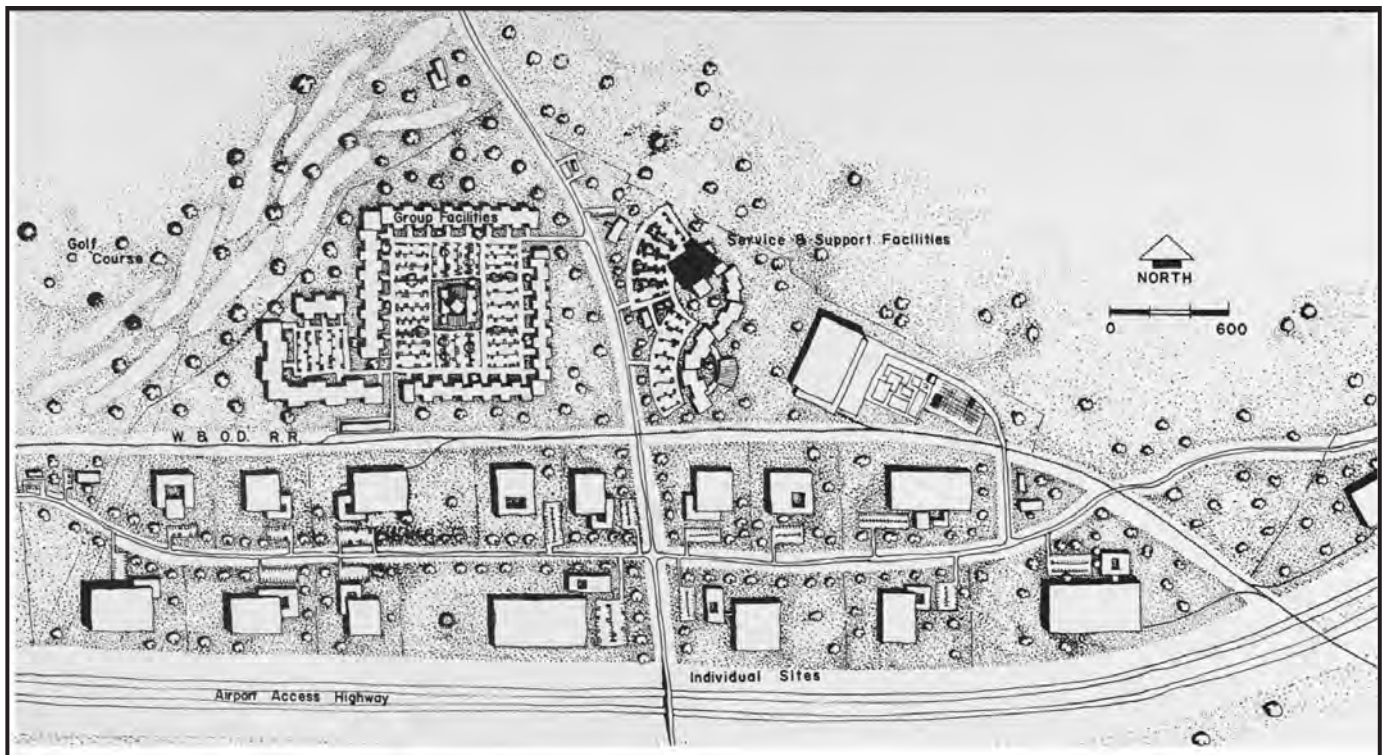 Group Facilities
Golf
Course
Service & Support Facilities
NORTH
0 600
W. & O.D. R.R.
Individual Sites
Airport Access Highway